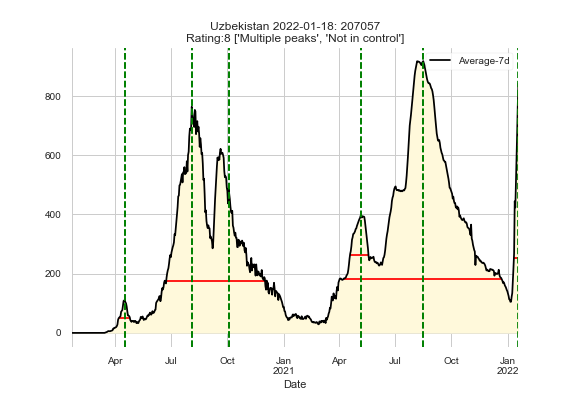 Uzbekistan 2022-01-18: 207057
Rating:8 ['Multiple peaks', 'Not in control']
Average-7d
800
600
400
200
0
Apr Jul Oct Jan Apr Jul Oct Jan
2021 2022
Date